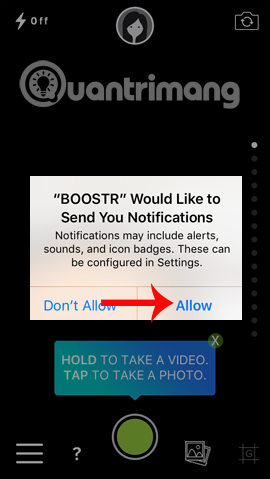 Off
Quantrimang
“BOOSTR” Would Like to
Send You Notifications
Notifications may include alerts,
sounds, and icon badges. These can
be configured in Settings.
Don’t Allow Allow
X
HOLD TO TAKE A VIDEO.
TAP TO TAKE A PHOTO.
?
G